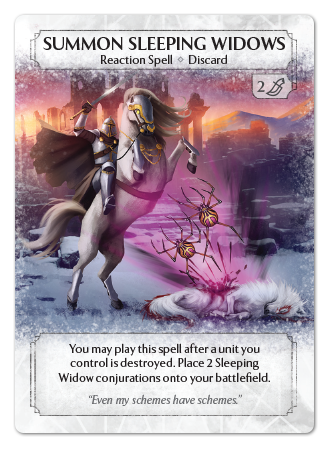 SUMMON SLEEPING WIDOWS
Reaction Spell ◇ Discard
2
You may play this spell after a unit you
control is destroyed. Place 2 Sleeping
Widow conjurations onto your battlefield.
“Even my schemes have schemes.”